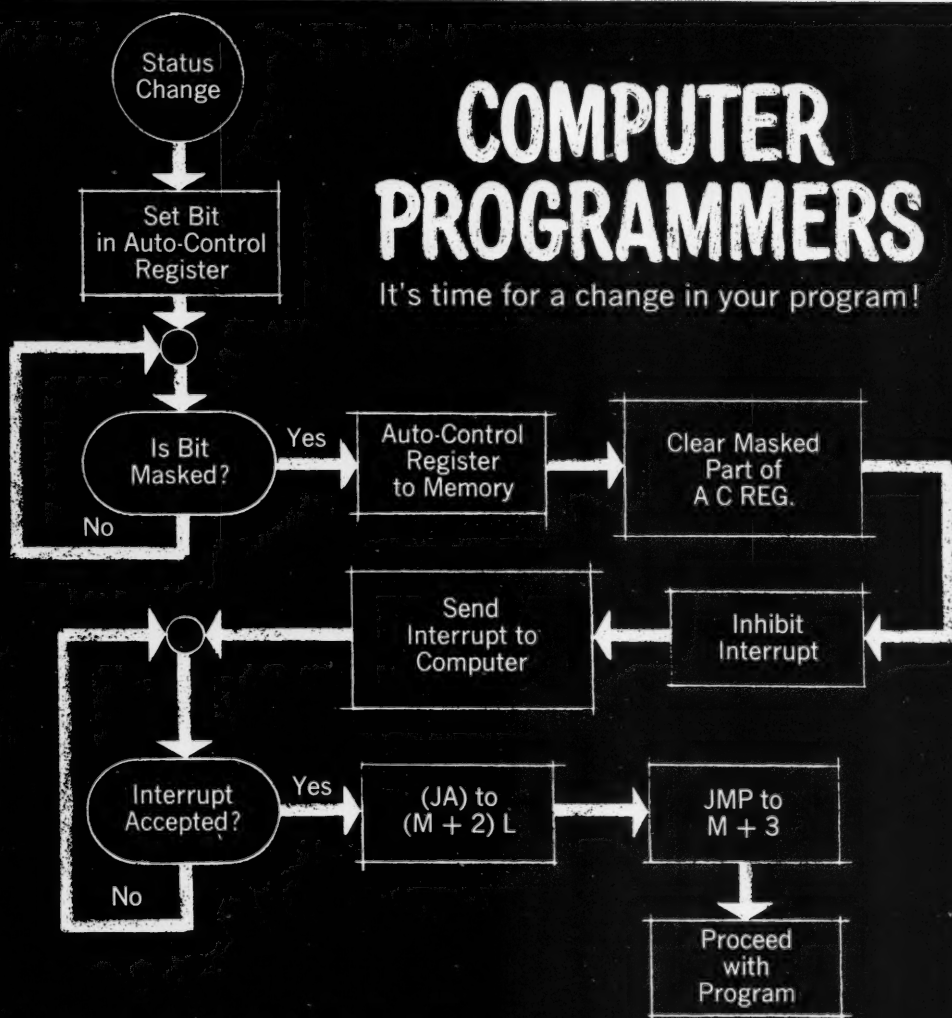 Status
Change
COMPUTER
PROGRAMMERS
It's time for a change in your program!
Set Bit
in Auto-Control
Register
Is Bit
Masked?
Yes
No
Auto-Control
Register
to Memory
Clear Masked
Part of
A C REG.
Inhibit
Interrupt
Send
Interrupt to
Computer
Interrupt
Accepted?
Yes
No
(JA) to
(M + 2) L
JMP to
M + 3
Proceed
with
Program